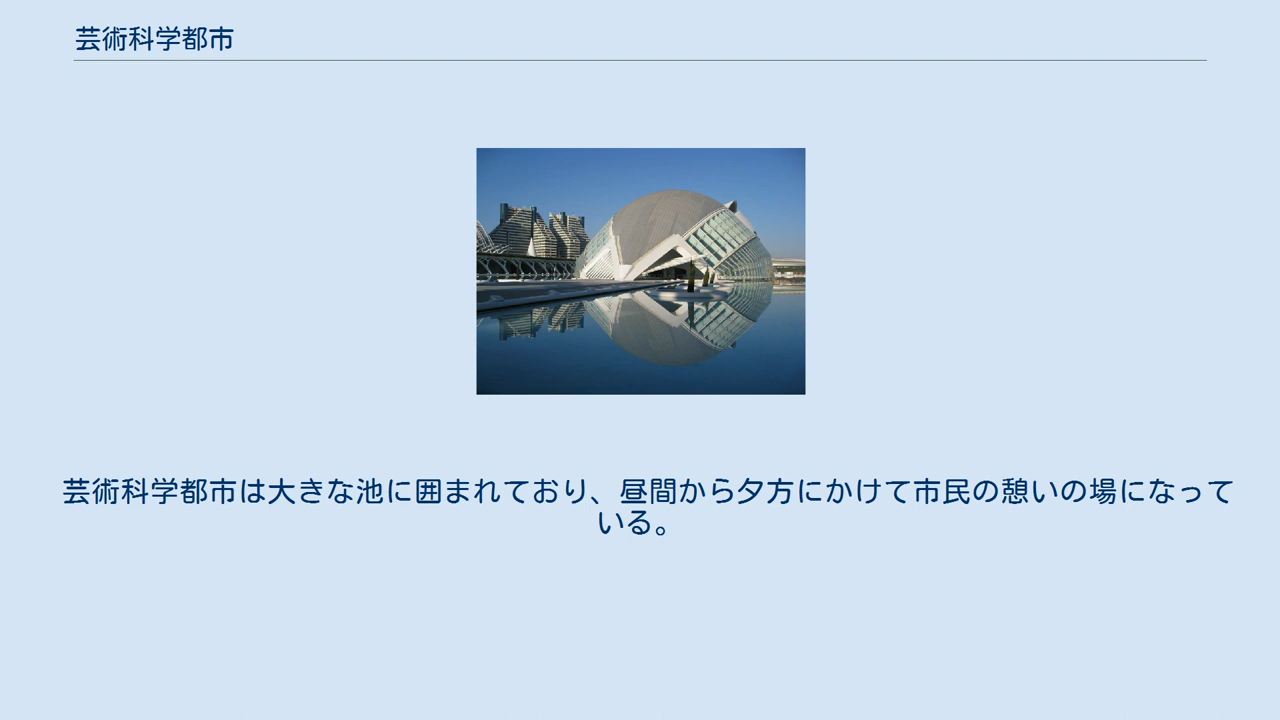 芸術科学都市
芸術科学都市は大きな池に囲まれており、昼間から夕方にかけて市民の憩いの場になって
いる。